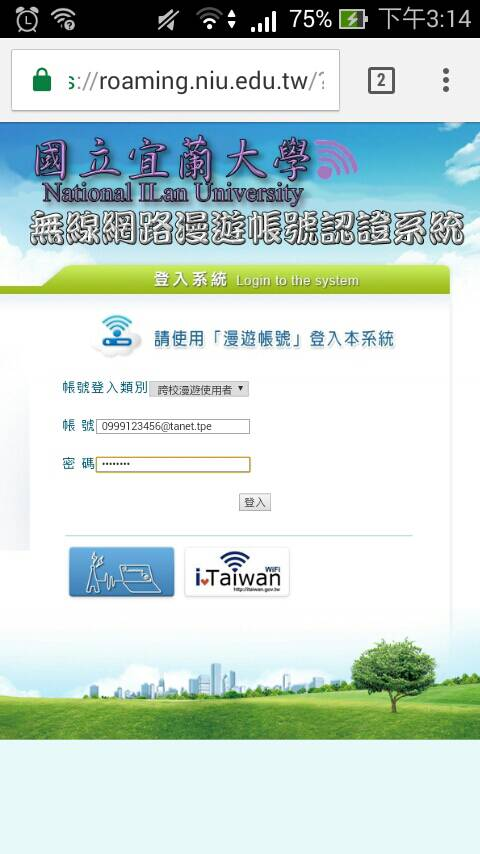 75% 下午3:14
s://roaming.niu.edu.tw/?
2
國立宜蘭大學
National ILan University
無線網路漫遊帳號認證系統
登入系統 Login to the system
請使用「漫遊帳號」登入本系統
帳號登入類別 跨校漫遊使用者
帳 號 0999123456@tanet.tpe
密 碼 ••••••••
登入
i Taiwan
WiFi
http://itaiwan.gov.tw